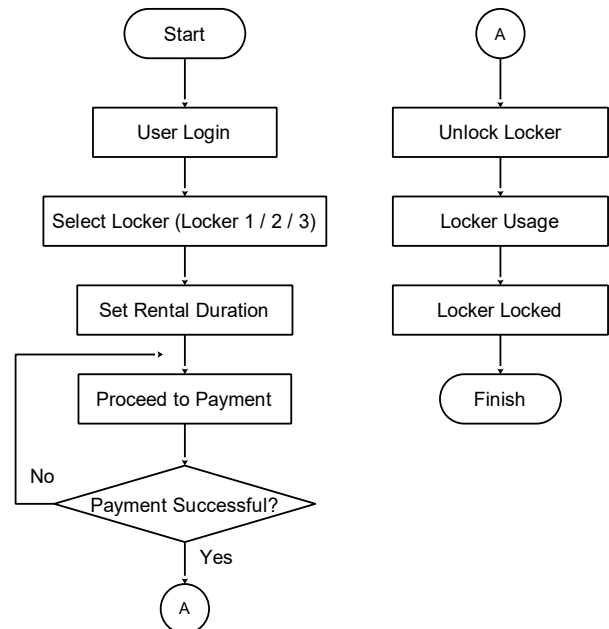 Start
User Login
Select Locker (Locker 1 / 2 / 3)
Set Rental Duration
Proceed to Payment
No
Payment Successful?
Yes
A
A
Unlock Locker
Locker Usage
Locker Locked
Finish